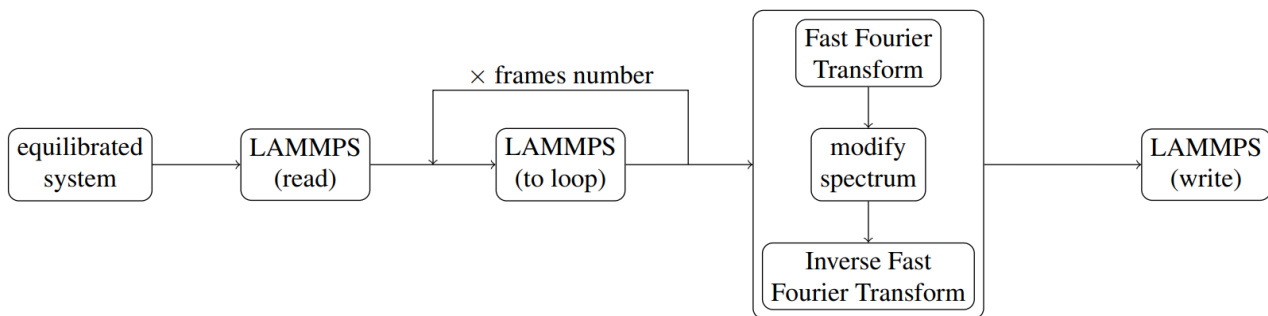 equilibrated
system
LAMMPS
(read)
× frames number
LAMMPS
(to loop)
Fast Fourier
Transform
modify
spectrum
Inverse Fast
Fourier Transform
LAMMPS
(write)